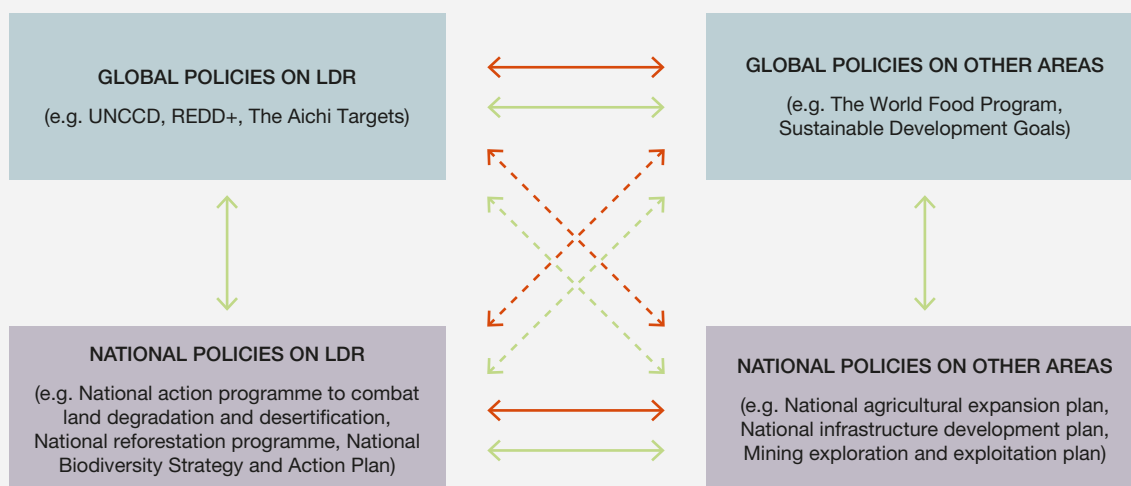 GLOBAL POLICIES ON LDR
(e.g. UNCCD, REDD+, The Aichi Targets)
GLOBAL POLICIES ON OTHER AREAS
(e.g. The World Food Program,
Sustainable Development Goals)
NATIONAL POLICIES ON LDR
(e.g. National action programme to combat
land degradation and desertification,
National reforestation programme, National
Biodiversity Strategy and Action Plan)
NATIONAL POLICIES ON OTHER AREAS
(e.g. National agricultural expansion plan,
National infrastructure development plan,
Mining exploration and exploitation plan)